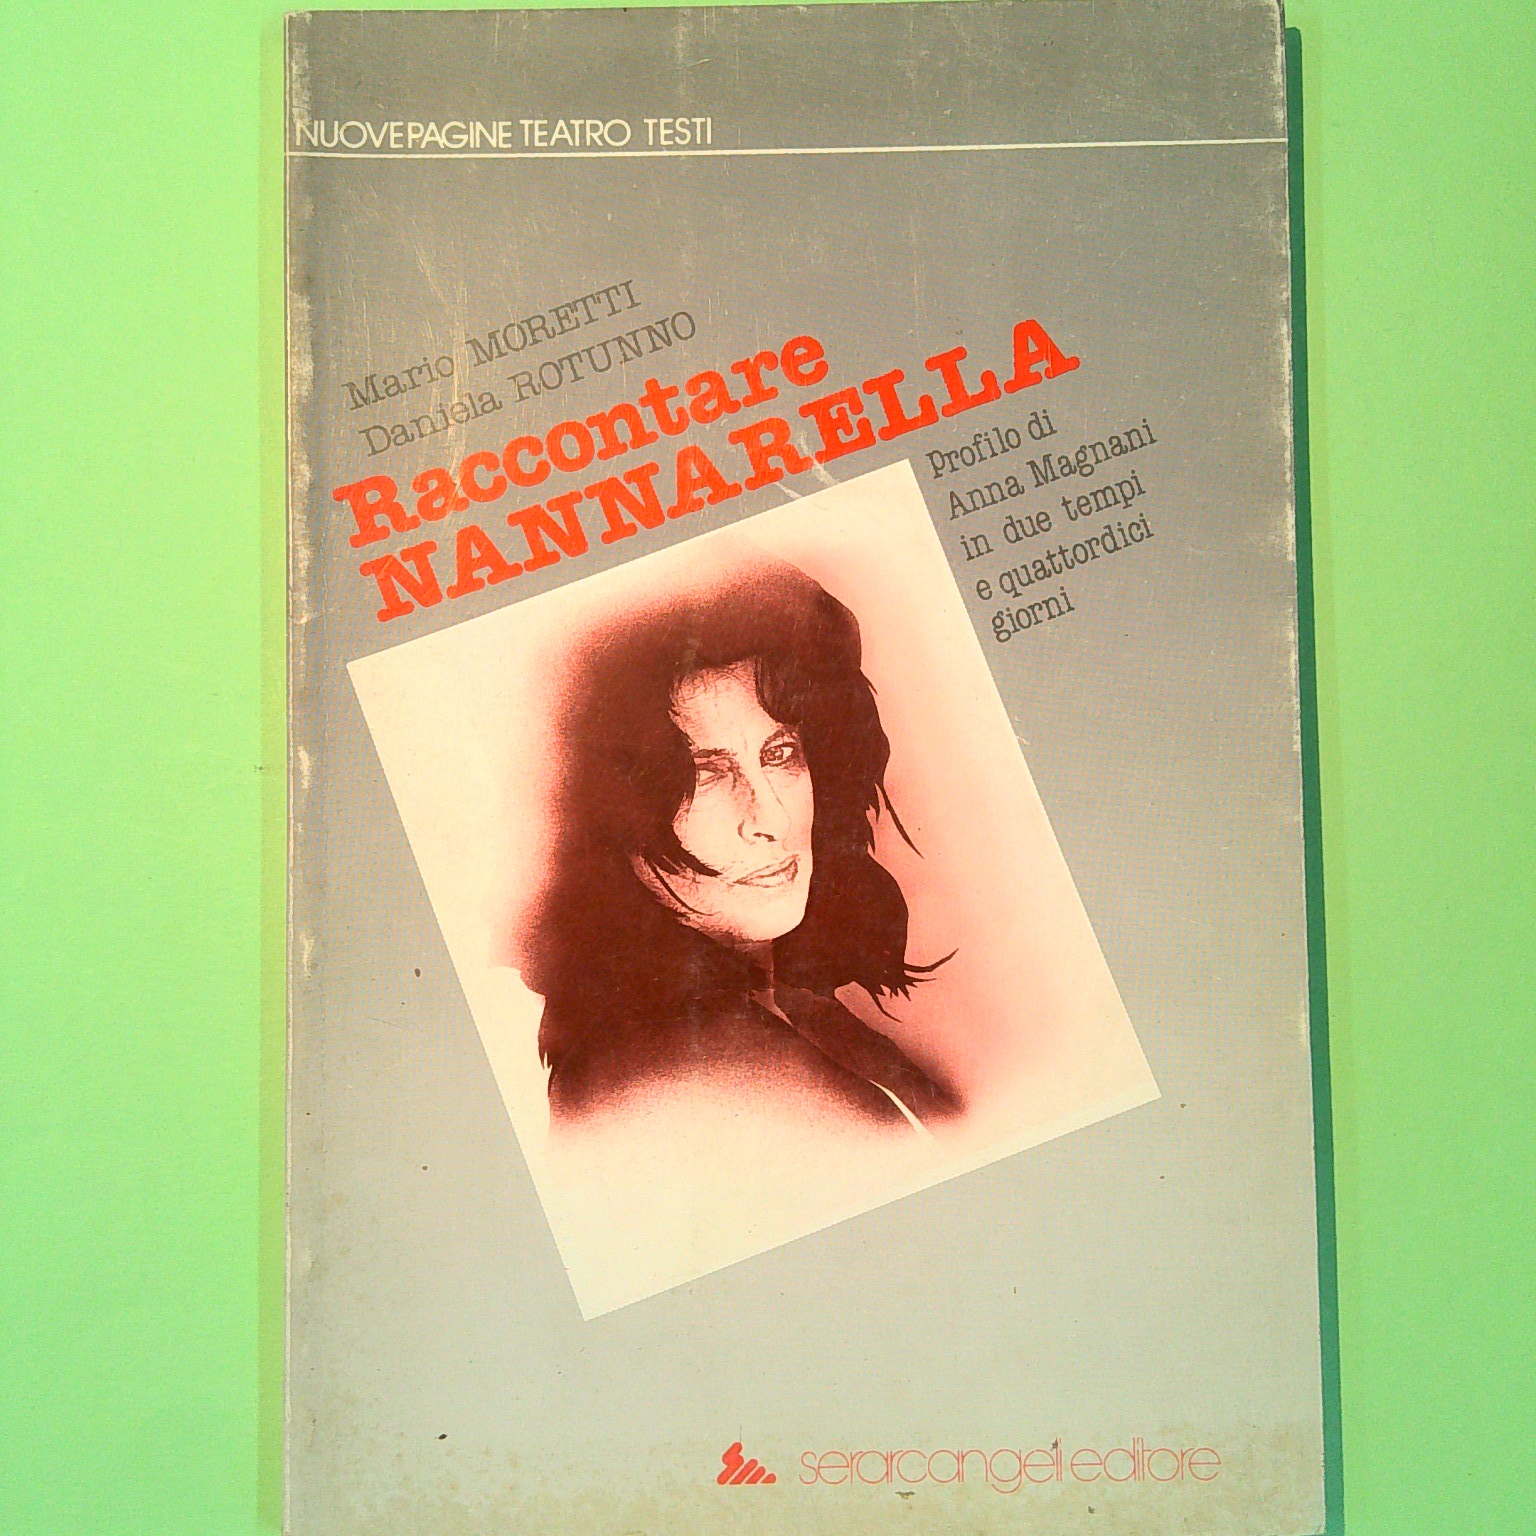 NUOVEPAGINE TEATRO TESTI
Mario MORETTI
Daniela ROTUNNO
Raccontare
NANNARELLA
profilo di
Anna Magnani
in due tempi
e quattordici
giorni
serarcangeli editore